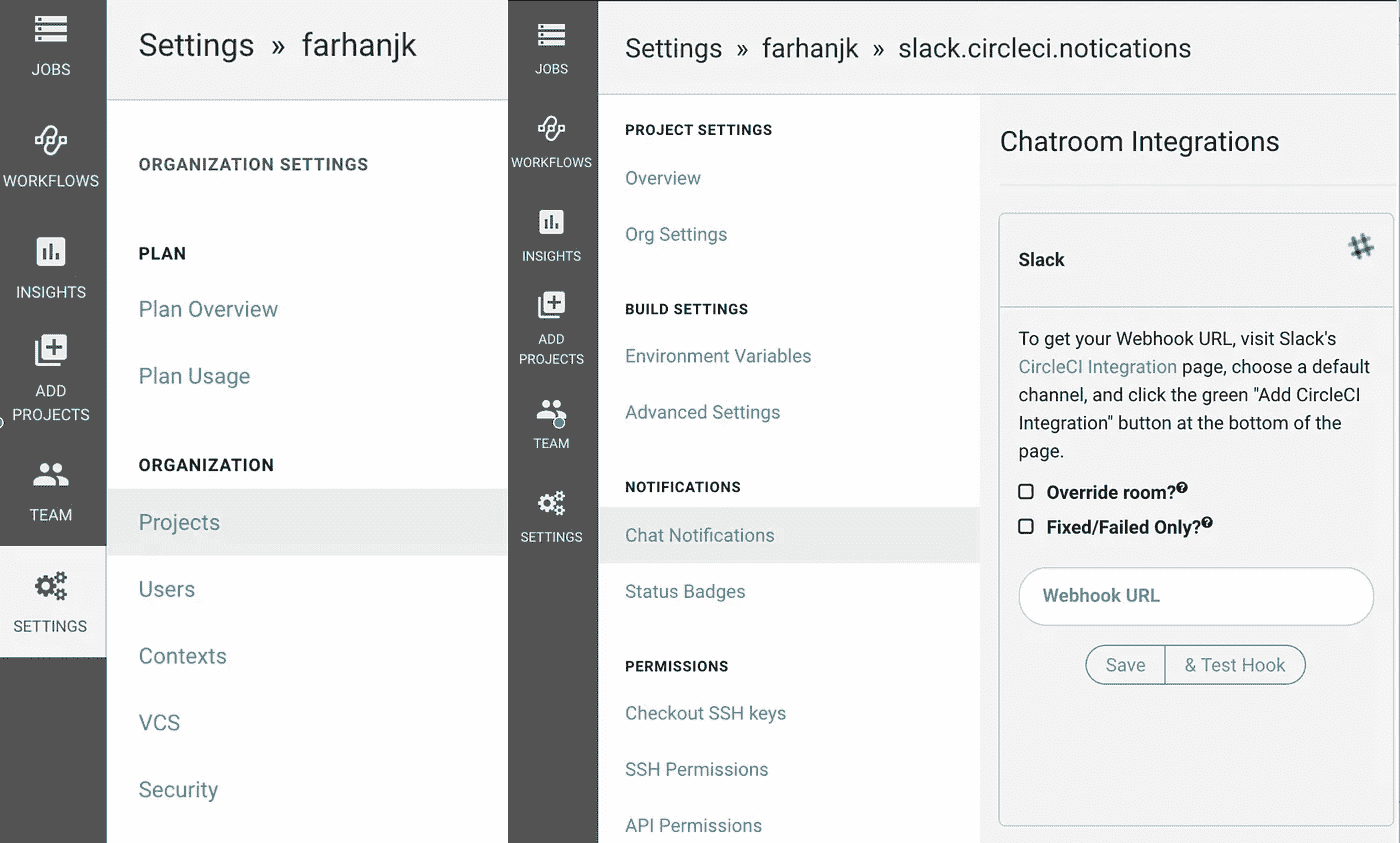 JOBS
WORKFLOWS
INSIGHTS
ADD
PROJECTS
TEAM
SETTINGS
Settings » farhanjk
ORGANIZATION SETTINGS
PLAN
Plan Overview
Plan Usage
ORGANIZATION
Projects
Users
Contexts
VCS
Security
JOBS
WORKFLOWS
INSIGHTS
ADD
PROJECTS
TEAM
SETTINGS
Settings » farhanjk » slack.circleci.notications
PROJECT SETTINGS
Overview
Org Settings
BUILD SETTINGS
Environment Variables
Advanced Settings
NOTIFICATIONS
Chat Notifications
Status Badges
PERMISSIONS
Checkout SSH keys
SSH Permissions
API Permissions
Chatroom Integrations
Slack
To get your Webhook URL, visit Slack's
CircleCI Integration page, choose a default
channel, and click the green "Add CircleCI
Integration" button at the bottom of the
page.
Override room??
Fixed/Failed Only??
Webhook URL
Save & Test Hook